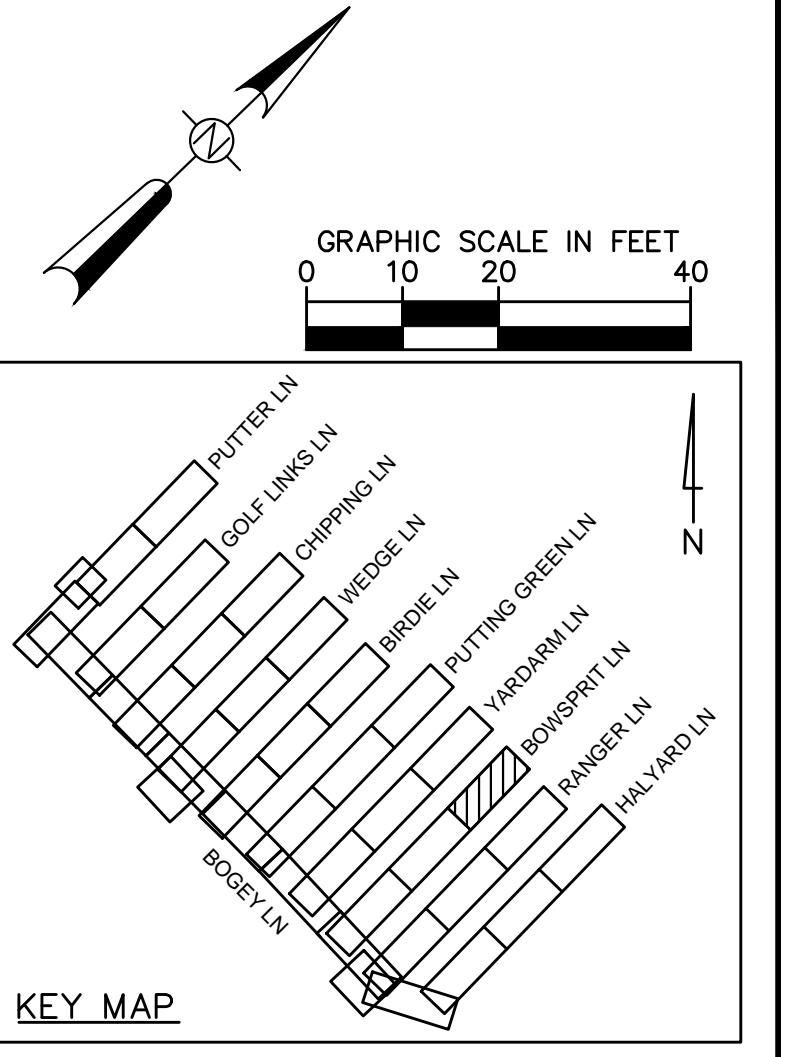 N
GRAPHIC SCALE IN FEET
0 10 20 40
PUTTER LN
GOLF LINKS LN
CHIPPING LN
WEDGE LN
BIRDIE LN
PUTTING GREEN LN
YARDARM LN
BOWSPRIT LN
RANGER LN
HALYARD LN
BOGEY LN
N
KEY MAP